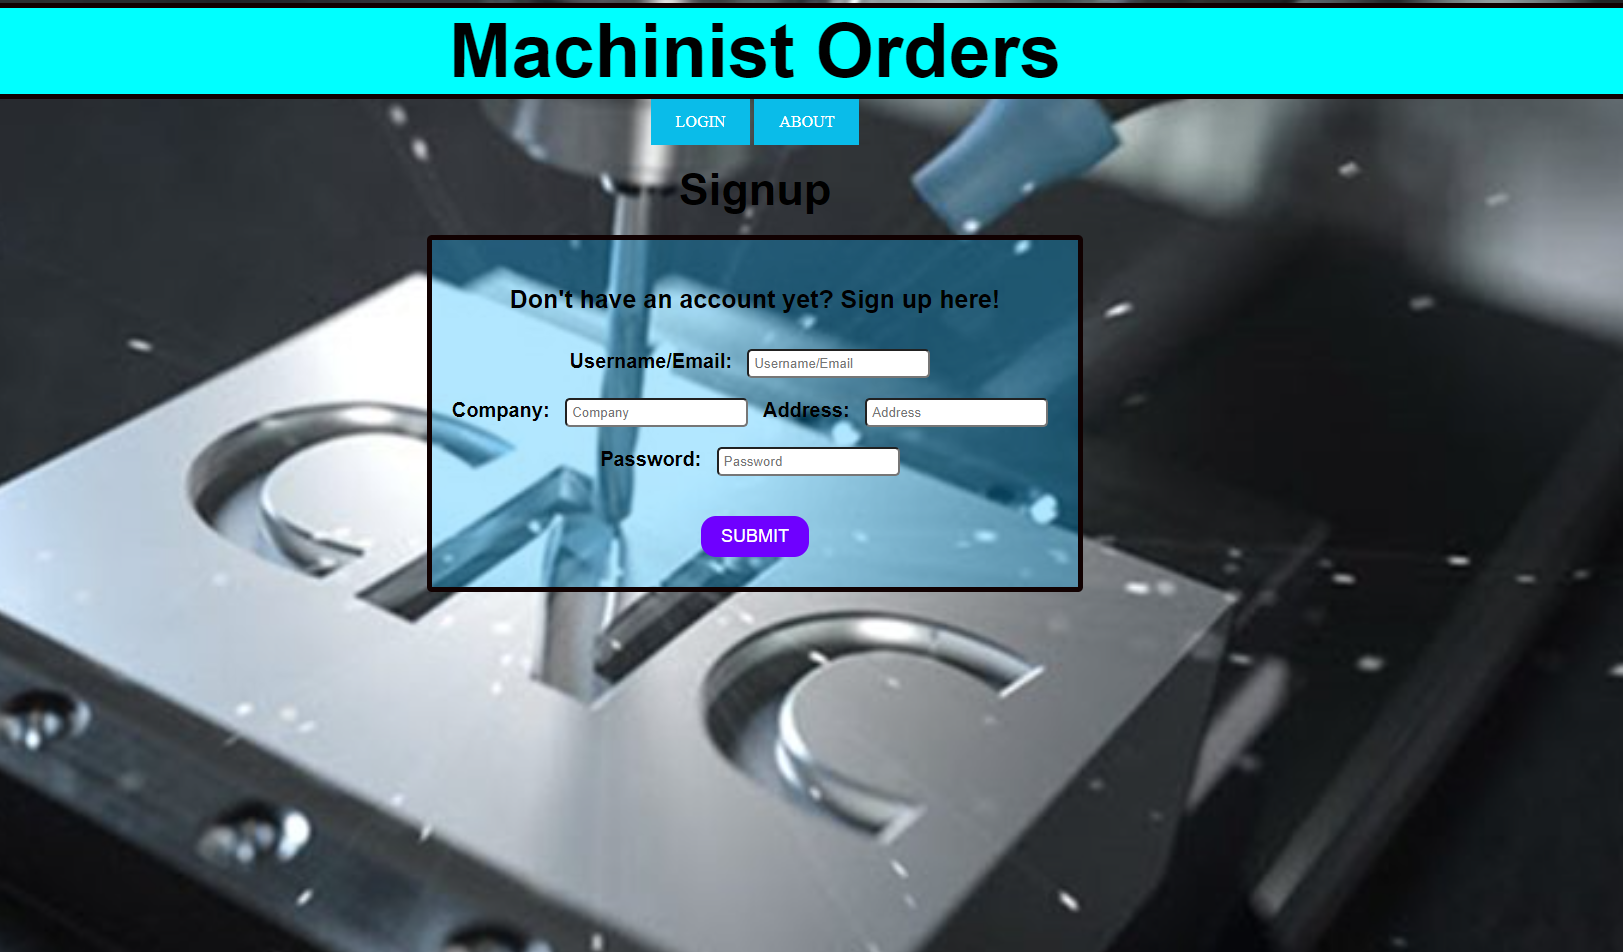 Machinist Orders
LOGIN ABOUT
Signup
Don't have an account yet? Sign up here!
Username/Email: Username/Email
Company: Company Address: Address
Password: Password
SUBMIT
CNC